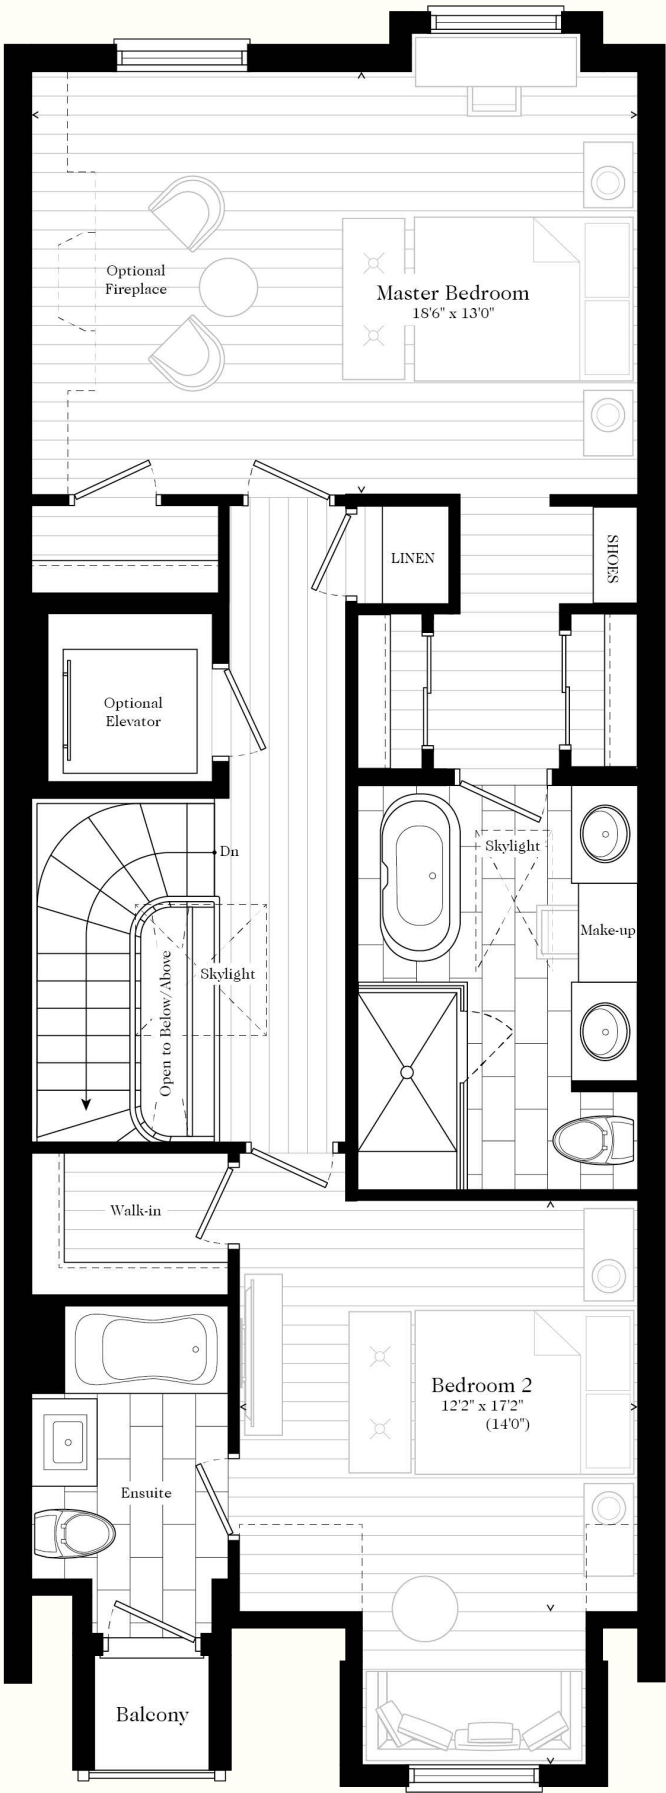 Optional
Fireplace
Master Bedroom
18'6" x 13'0"
LINEN
SHOES
Optional
Elevator
Dn
Skylight
Make-up
Skylight
Open to Below/Above
Walk-in
Bedroom 2
12'2" x 17'2"
(14'0")
Ensuite
Balcony